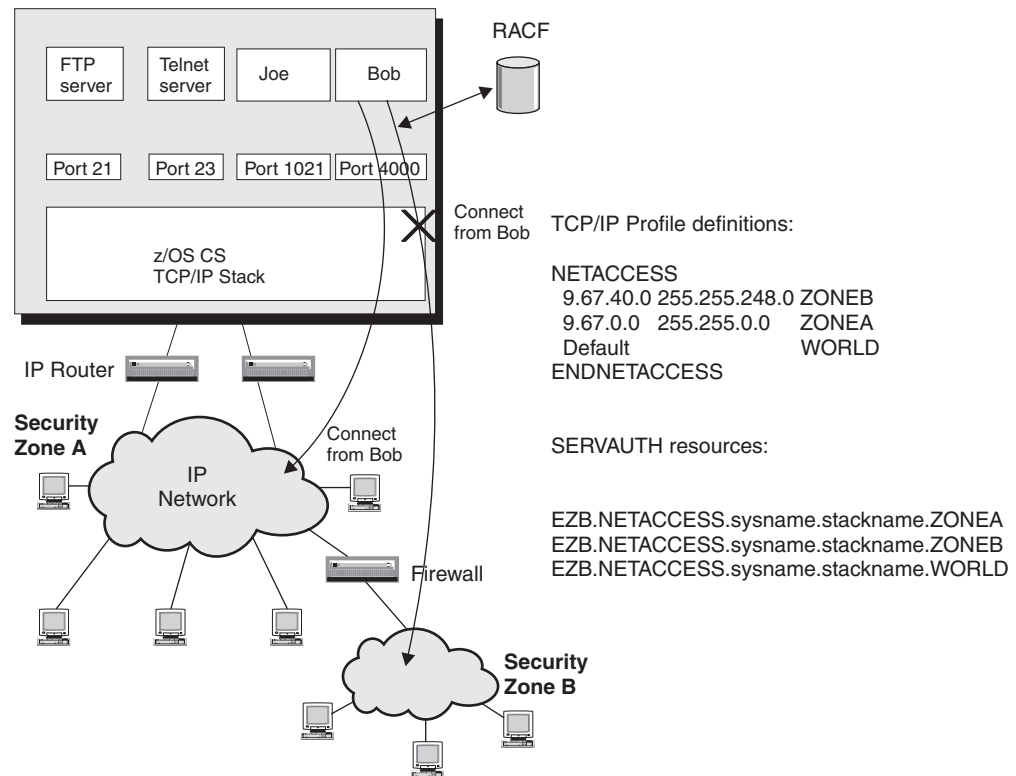 RACF
FTP
server
Telnet
server
Joe
Bob
Port 21
Port 23
Port 1021
Port 4000
Connect
from Bob
z/OS CS
TCP/IP Stack
IP Router
Security
Zone A
IP
Network
Connect
from Bob
Firewall
Security
Zone B
TCP/IP Profile definitions:
NETACCESS
9.67.40.0 255.255.248.0 ZONEB
9.67.0.0 255.255.0.0 ZONEA
Default WORLD
ENDNETACCESS
SERVAUTH resources:
EZB.NETACCESS.sysname.stackname.ZONEA
EZB.NETACCESS.sysname.stackname.ZONEB
EZB.NETACCESS.sysname.stackname.WORLD